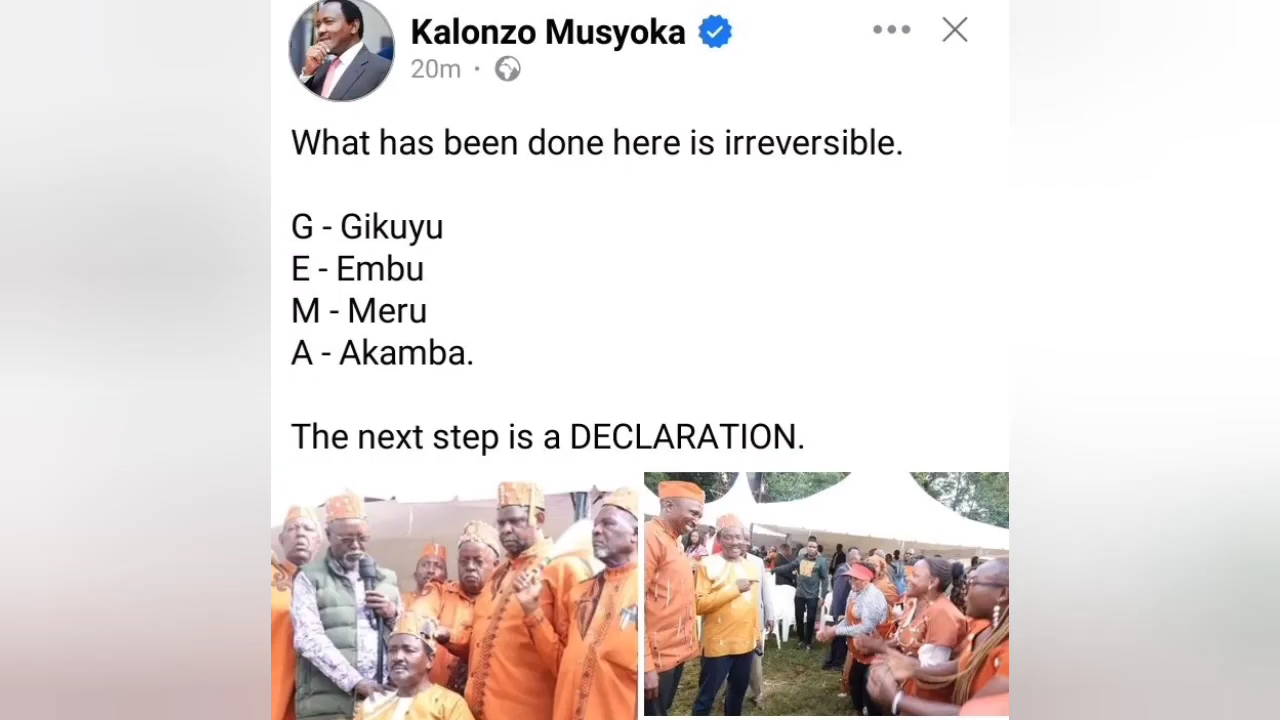 Kalonzo Musyoka
20m
What has been done here is irreversible.
G - Gikuyu
E - Embu
M - Meru
A - Akamba.
The next step is a DECLARATION.